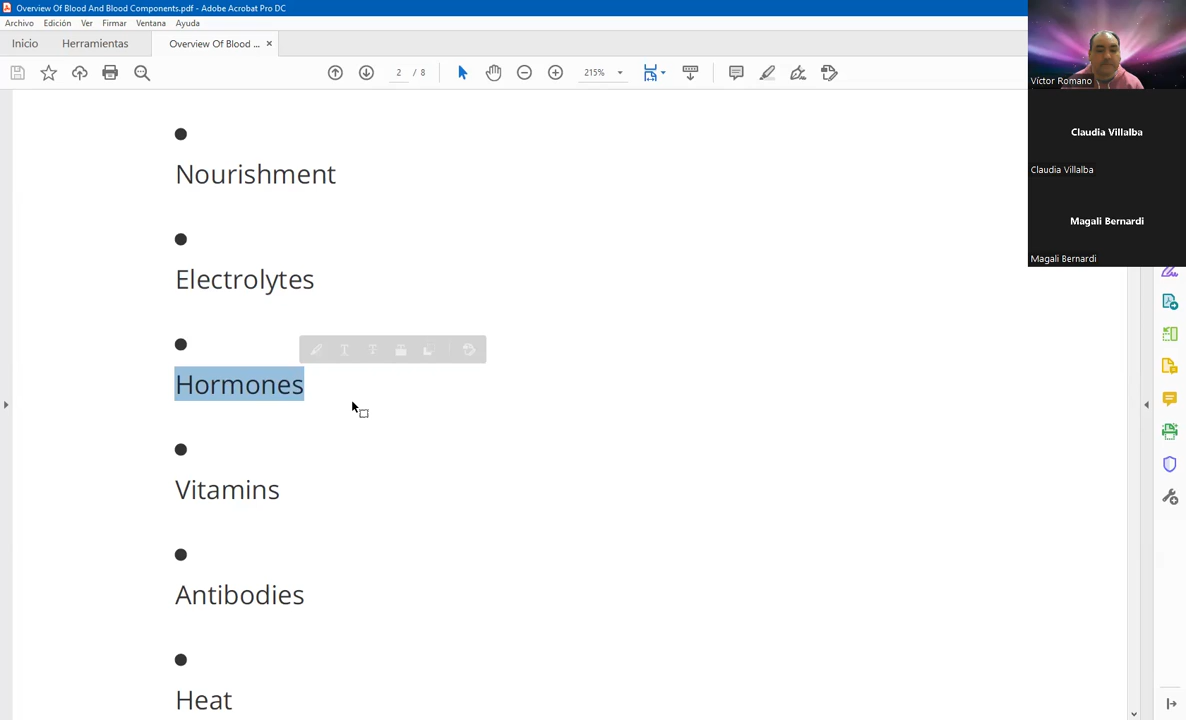 Overview Of Blood And Blood Components.pdf - Adobe Acrobat Pro DC
Archivo Edición Ver Firmar Ventana Ayuda
Inicio Herramientas Overview Of Blood ... ×
2 / 8 215%
Víctor Romano
Claudia Villalba
Claudia Villalba
Magali Bernardi
Magali Bernardi
Nourishment
Electrolytes
Hormones
Vitamins
Antibodies
Heat